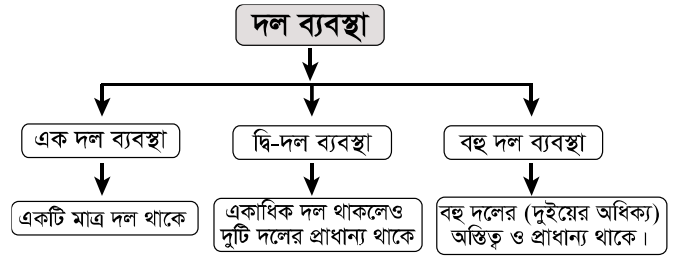 দল ব্যবস্থা
এক দল ব্যবস্থা
দ্বি-দল ব্যবস্থা
বহু দল ব্যবস্থা
একটি মাত্র দল থাকে
একাধিক দল থাকলেও
দুটি দলের প্রাধান্য থাকে
বহু দলের (দুইয়ের অধিক্য)
অস্তিত্ব ও প্রাধান্য থাকে।